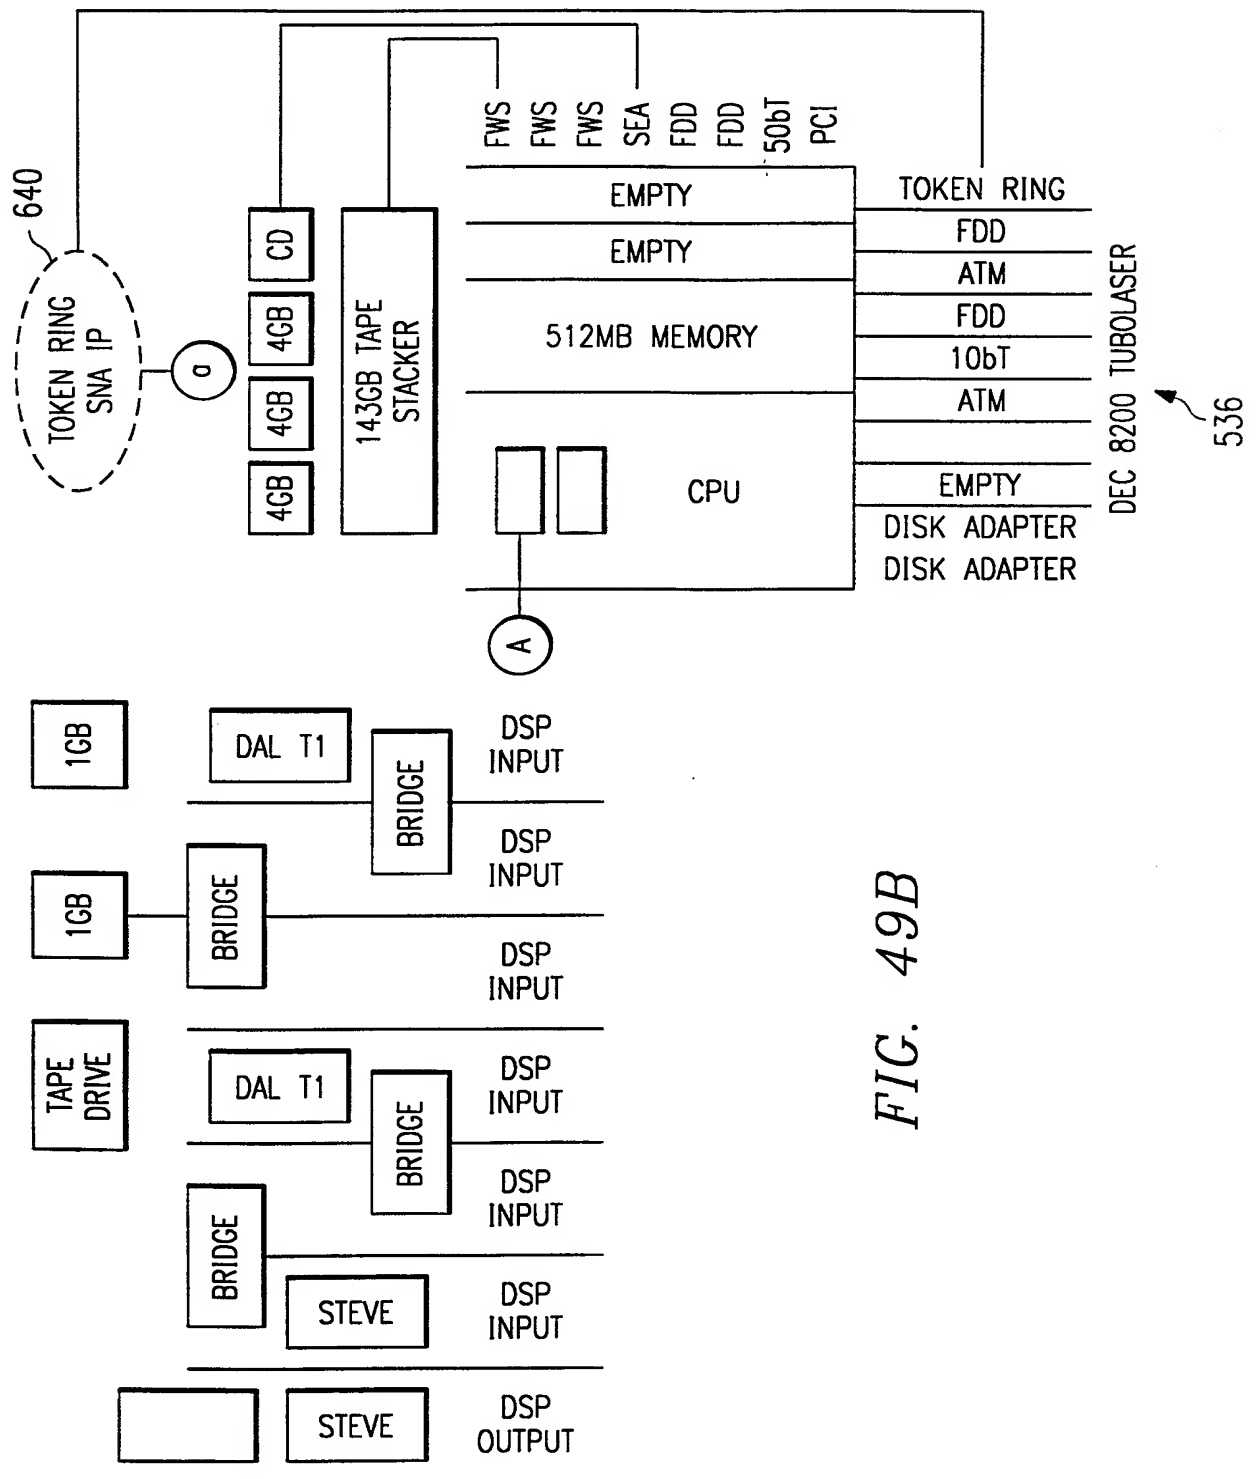 TOKEN RING
SNA IP
640
a
4GB
4GB
4GB
CD
143GB TAPE
STACKER
FWS
FWS
FWS
SEA
FDD
FDD
50bT
PCI
EMPTY
EMPTY
512MB MEMORY
CPU
A
TOKEN RING
FDD
ATM
FDD
10bT
ATM
EMPTY
DISK ADAPTER
DISK ADAPTER
DEC 8200 TUBOLASER
536
1GB
1GB
TAPE
DRIVE
DAL T1
BRIDGE
BRIDGE
DAL T1
BRIDGE
BRIDGE
STEVE
STEVE
DSP
INPUT
DSP
INPUT
DSP
INPUT
DSP
INPUT
DSP
INPUT
DSP
INPUT
DSP
OUTPUT
FIG. 49B